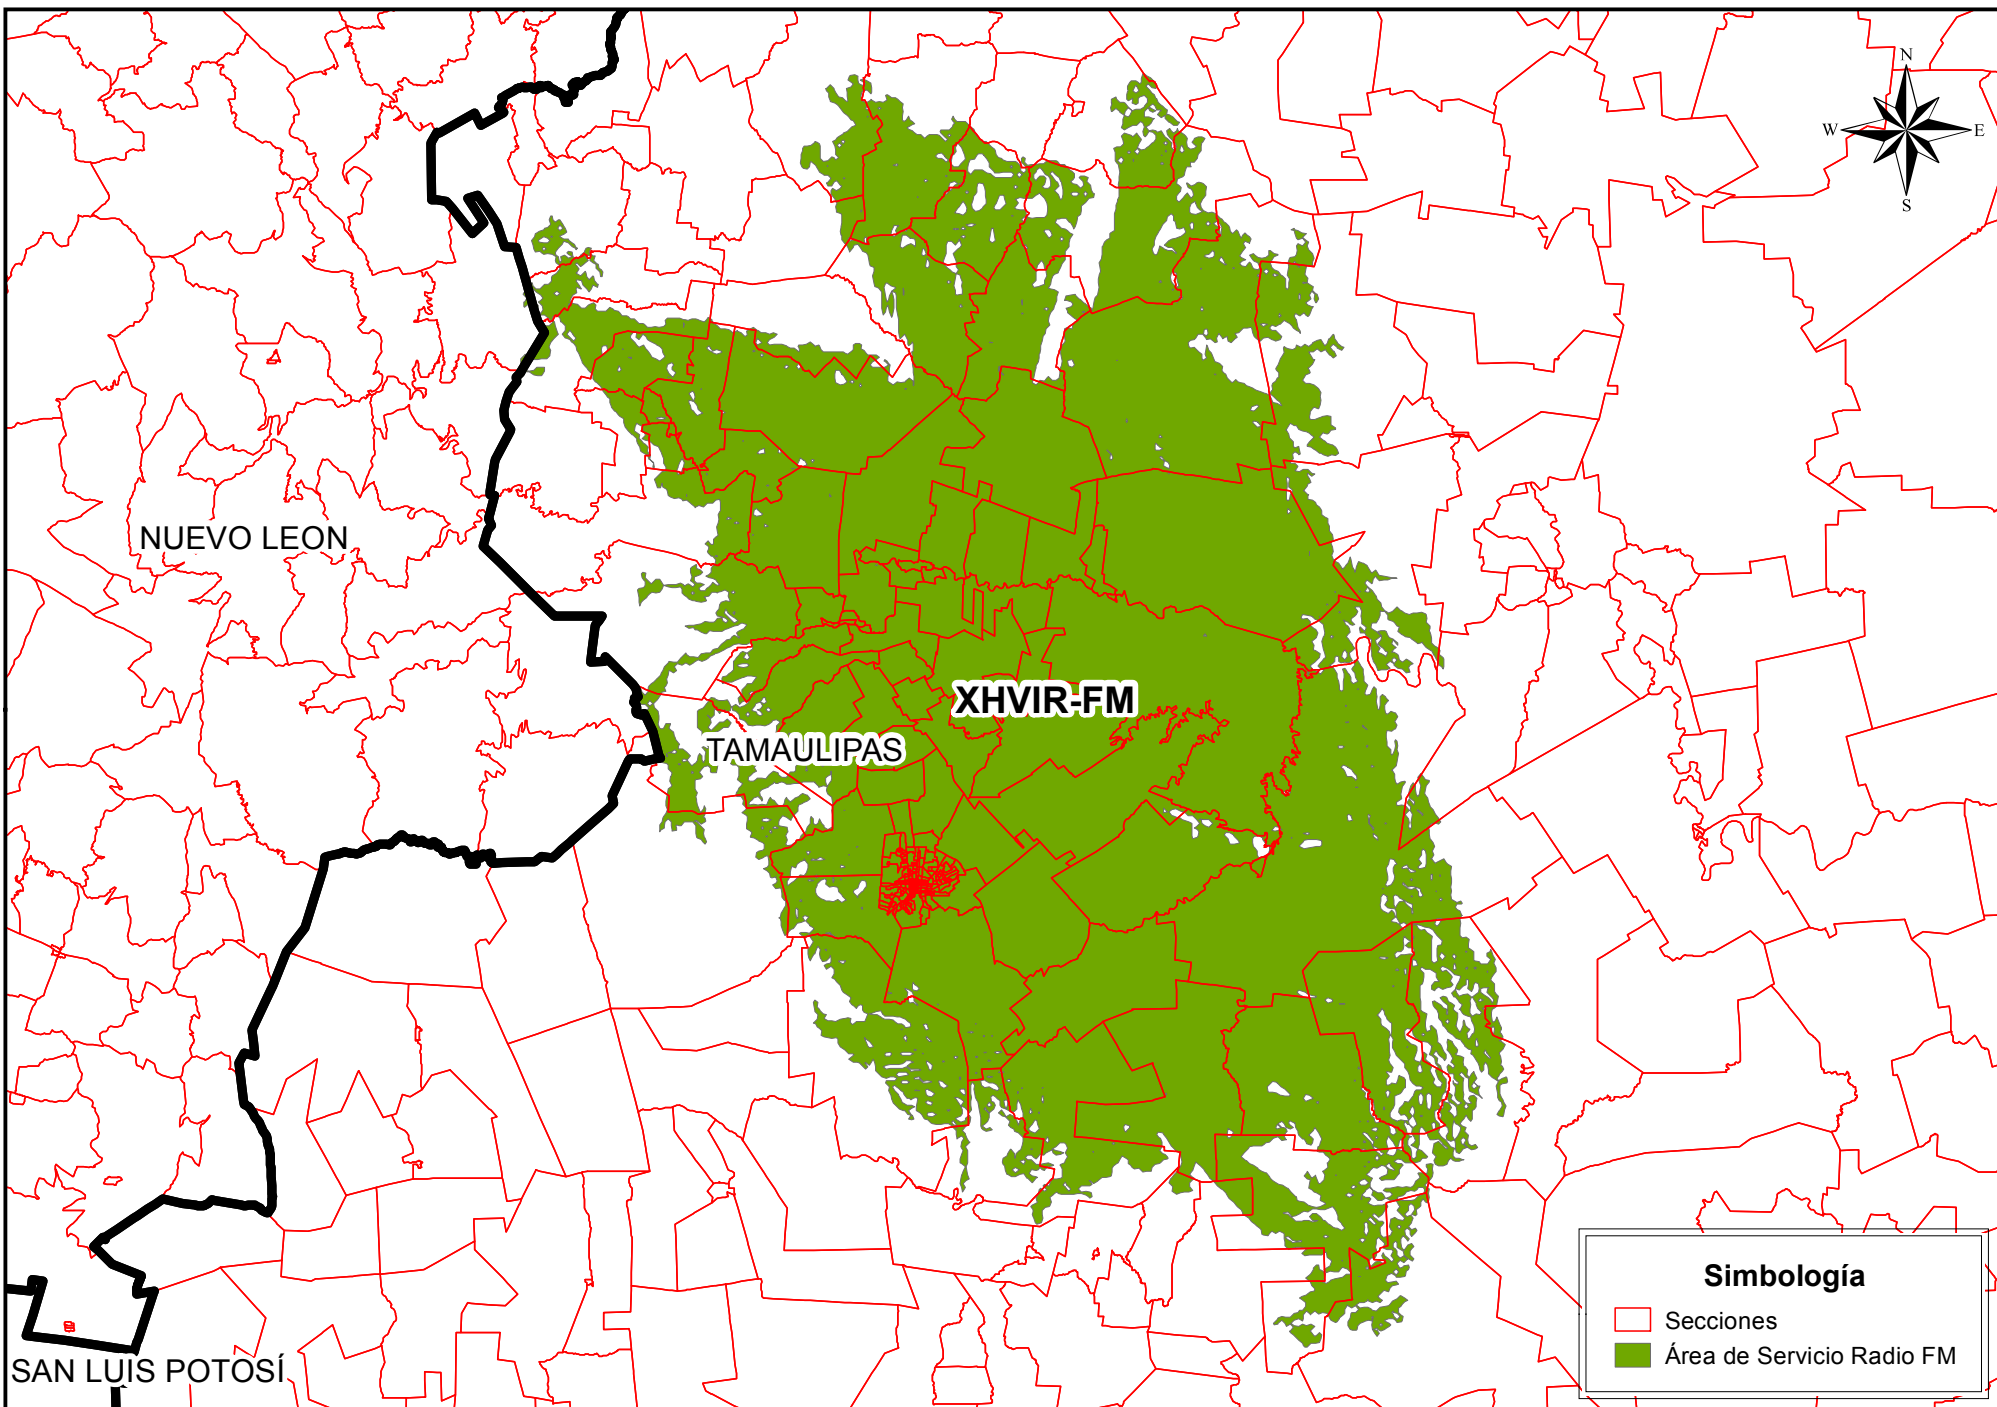 N
W E
S
NUEVO LEON
XHVIR-FM
TAMAULIPAS
Simbología
Secciones
Área de Servicio Radio FM
SAN LUIS POTOSÍ